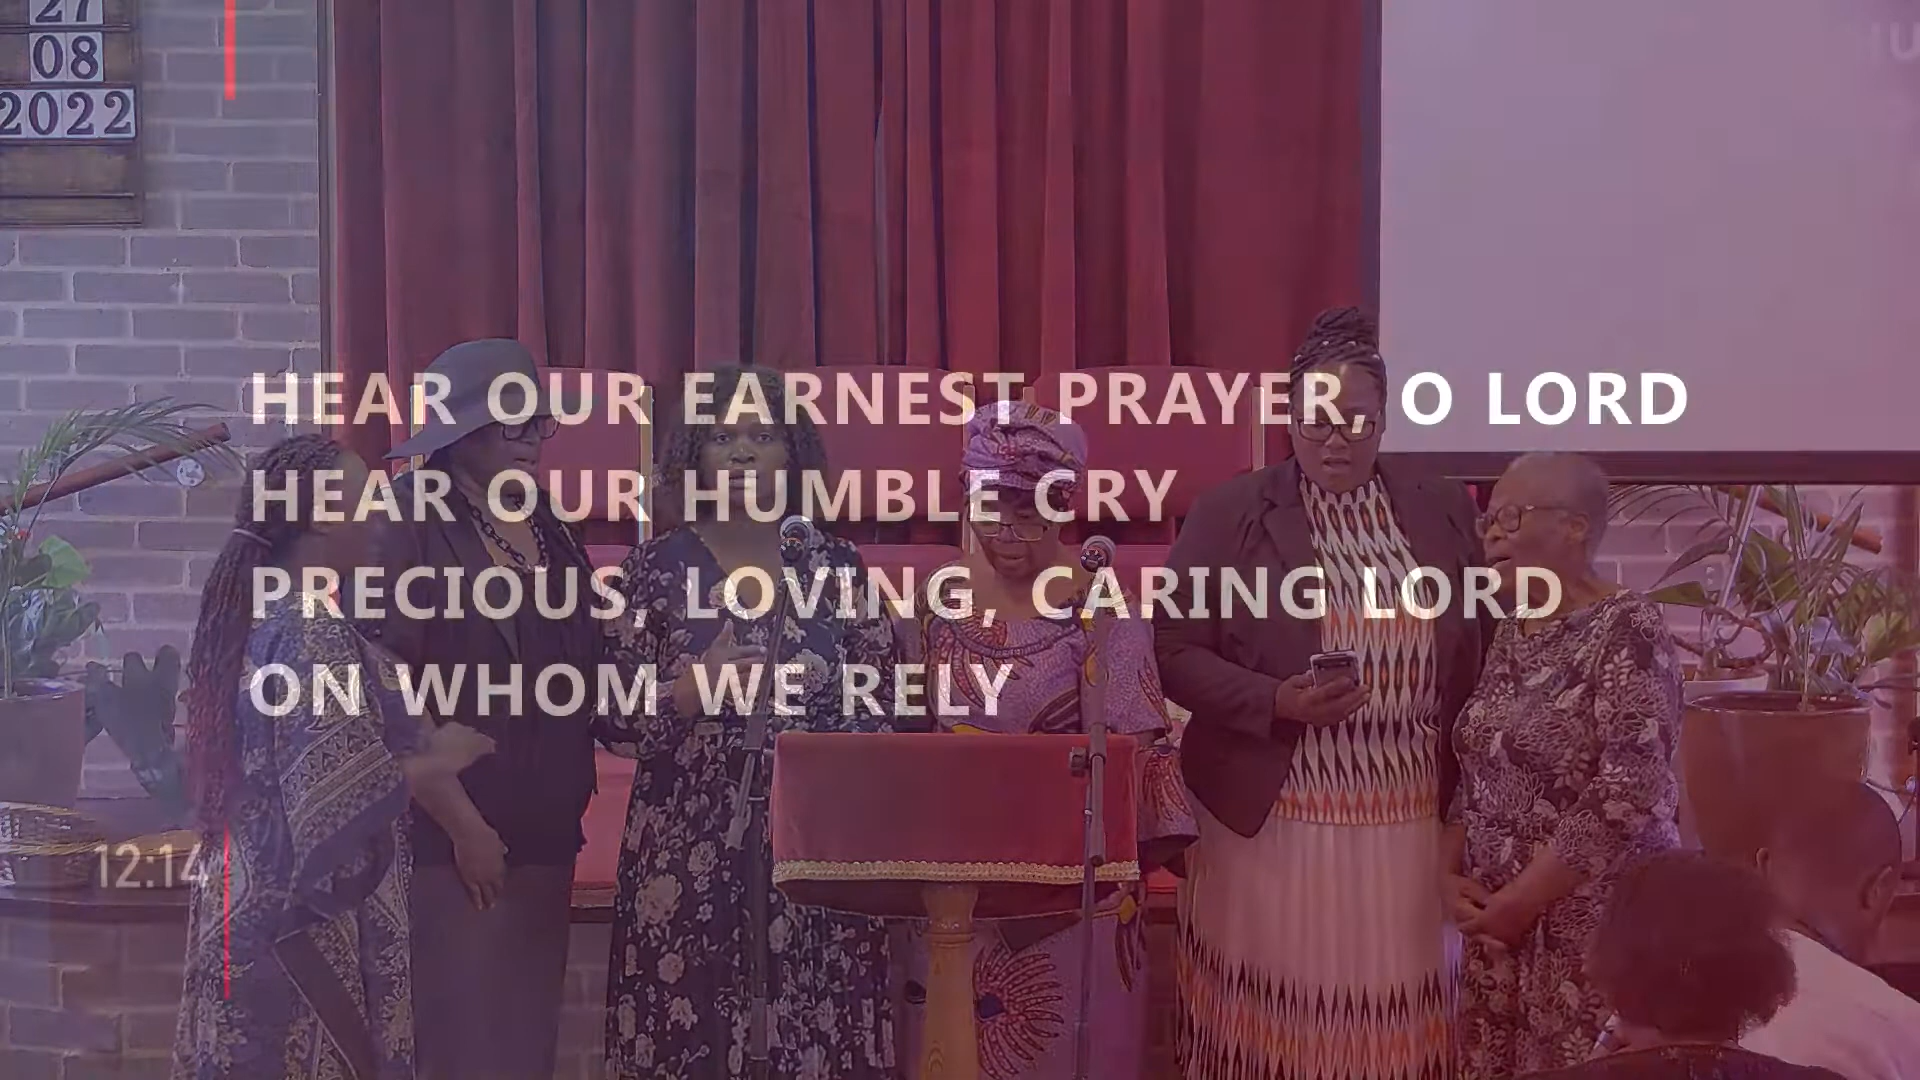 27
08
2022
HEAR OUR EARNEST PRAYER, O LORD
HEAR OUR HUMBLE CRY
PRECIOUS, LOVING, CARING LORD
ON WHOM WE RELY
12:14